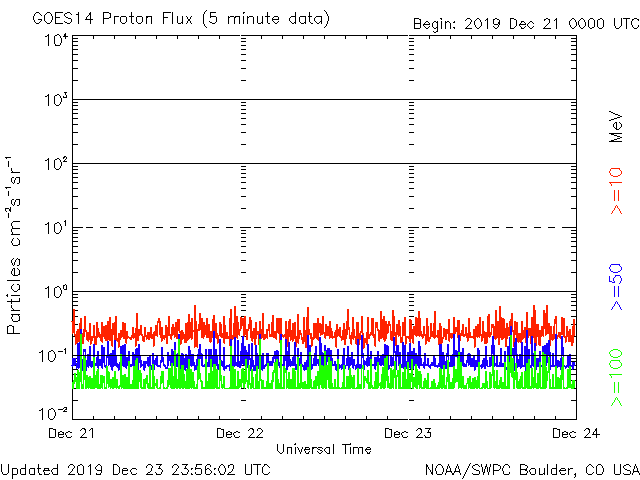 GOES14 Proton Flux (5 minute data)
Begin: 2019 Dec 21 0000 UTC
10⁴
10³
10²
10¹
10⁰
10⁻¹
10⁻²
Particles cm⁻²s⁻¹sr⁻¹
MeV
>=10
>=50
>=100
Dec 21
Dec 22
Dec 23
Dec 24
Universal Time
Updated 2019 Dec 23 23:56:02 UTC
NOAA/SWPC Boulder, CO USA